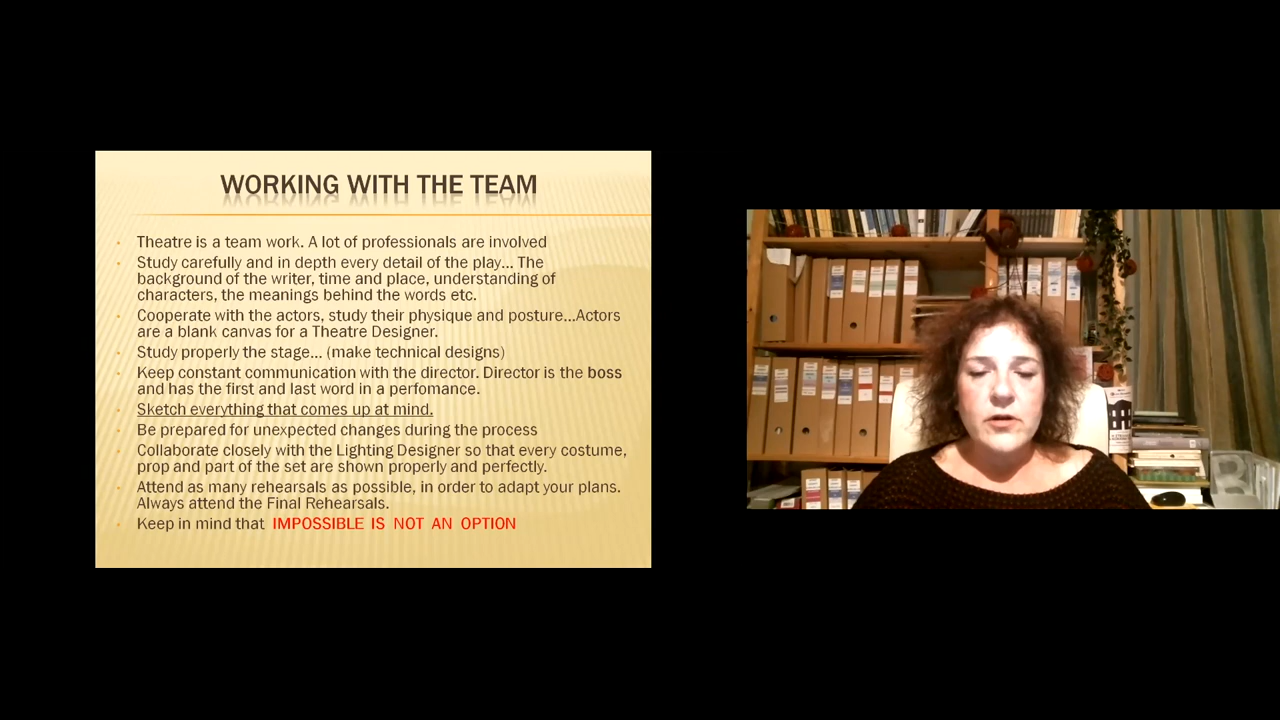 WORKING WITH THE TEAM
Theatre is a team work. A lot of professionals are involved
Study carefully and in depth every detail of the play... The
background of the writer, time and place, understanding of
characters, the meanings behind the words etc.
Cooperate with the actors, study their physique and posture...Actors
are a blank canvas for a Theatre Designer.
Study properly the stage... (make technical designs)
Keep constant communication with the director. Director is the boss
and has the first and last word in a perfomance.
Sketch everything that comes up at mind.
Be prepared for unexpected changes during the process
Collaborate closely with the Lighting Designer so that every costume,
prop and part of the set are shown properly and perfectly.
Attend as many rehearsals as possible, in order to adapt your plans.
Always attend the Final Rehearsals.
Keep in mind that IMPOSSIBLE IS NOT AN OPTION